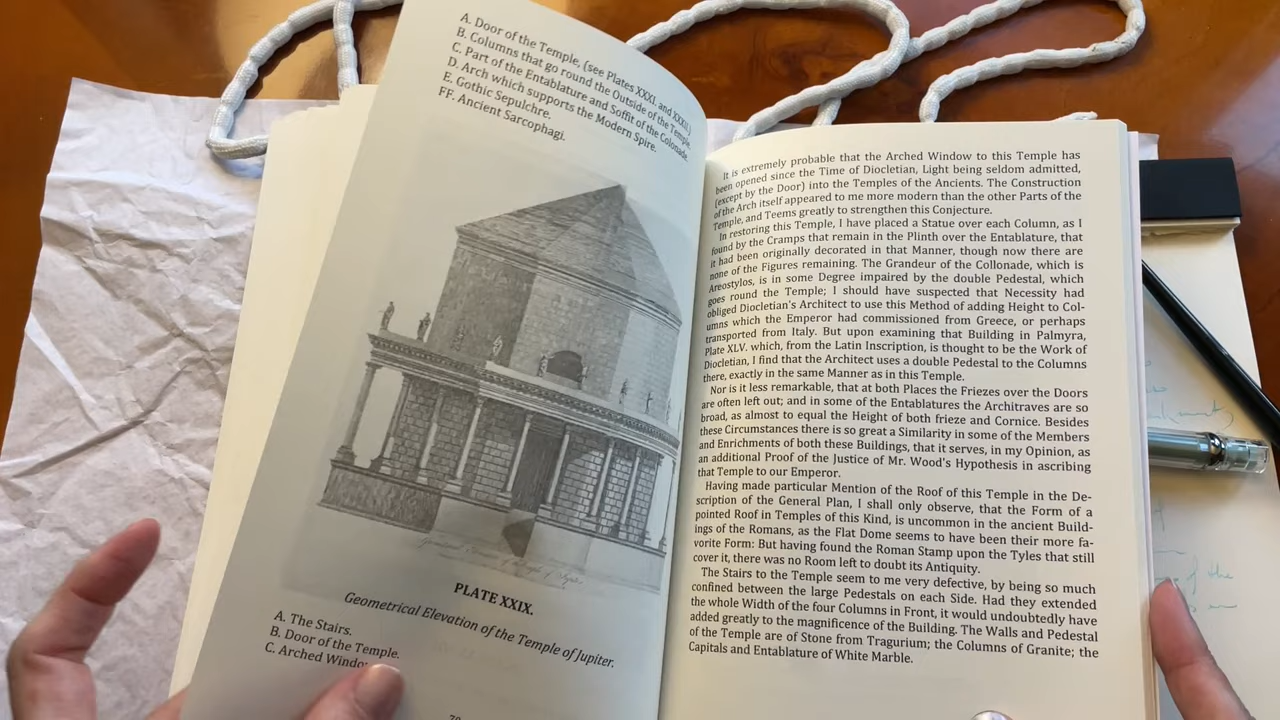 A. Door of the Temple, (see Plates XXXI. and XXXII.)
B. Columns that go round the Outside of the Temple.
C. Part of the Entablature and Soffit of the Colonade.
D. Arch which supports the Modern Spire.
E. Gothic Sepulchre.
FF. Ancient Sarcophagi.
PLATE XXIX.
Geometrical Elevation of the Temple of Jupiter.
A. The Stairs.
B. Door of the Temple.
C. Arched Window
It is extremely probable that the Arched Window to this Temple has
been opened since the Time of Diocletian, Light being seldom admitted,
(except by the Door) into the Temples of the Ancients. The Construction
of the Arch itself appeared to me more modern than the other Parts of the
Temple, and Teems greatly to strengthen this Conjecture.
In restoring this Temple, I have placed a Statue over each Column, as I
found by the Cramps that remain in the Plinth over the Entablature, that
it had been originally decorated in that Manner, though now there are
none of the Figures remaining. The Grandeur of the Collonade, which is
Areostylos, is in some Degree impaired by the double Pedestal, which
goes round the Temple; I should have suspected that Necessity had
obliged Diocletian's Architect to use this Method of adding Height to Col-
umns which the Emperor had commissioned from Greece, or perhaps
transported from Italy. But upon examining that Building in Palmyra,
Plate XLV. which, from the Latin Inscription, is thought to be the Work of
Diocletian, I find that the Architect uses a double Pedestal to the Columns
there, exactly in the same Manner as in this Temple.
Nor is it less remarkable, that at both Places the Friezes over the Doors
are often left out; and in some of the Entablatures the Architraves are so
broad, as almost to equal the Height of both frieze and Cornice. Besides
these Circumstances there is so great a Similarity in some of the Members
and Enrichments of both these Buildings, that it serves, in my Opinion, as
an additional Proof of the Justice of Mr. Wood's Hypothesis in ascribing
that Temple to our Emperor.
Having made particular Mention of the Roof of this Temple in the De-
scription of the General Plan, I shall only observe, that the Form of a
pointed Roof in Temples of this Kind, is uncommon in the ancient Build-
ings of the Romans, as the Flat Dome seems to have been their more fa-
vorite Form: But having found the Roman Stamp upon the Tyles that still
cover it, there was no Room left to doubt its Antiquity.
The Stairs to the Temple seem to me very defective, by being so much
confined between the large Pedestals on each Side. Had they extended
the whole Width of the four Columns in Front, it would undoubtedly have
added greatly to the magnificence of the Building. The Walls and Pedestal
of the Temple are of Stone from Tragurium; the Columns of Granite; the
Capitals and Entablature of White Marble.